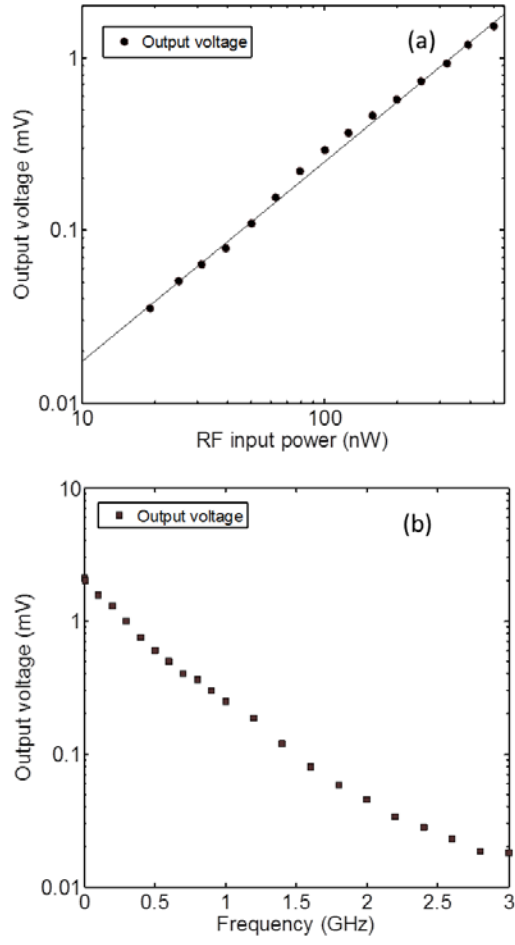 Output voltage
(a)
1
0.1
0.01
Output voltage (mV)
10
100
RF input power (nW)
Output voltage
(b)
10
1
0.1
0.01
Output voltage (mV)
0
0.5
1
1.5
2
2.5
3
Frequency (GHz)